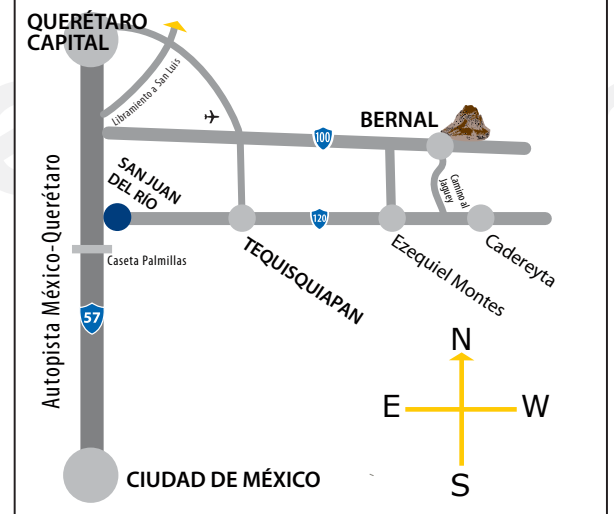 QUERÉTARO
CAPITAL
Libramiento a San Luis
BERNAL
100
SAN JUAN
DEL RÍO
Camino al
Jaguey
120
Autopista México-Querétaro
Caseta Palmillas
TEQUISQUIAPAN
Ezequiel Montes
Cadereyta
57
N
E
W
S
CIUDAD DE MÉXICO